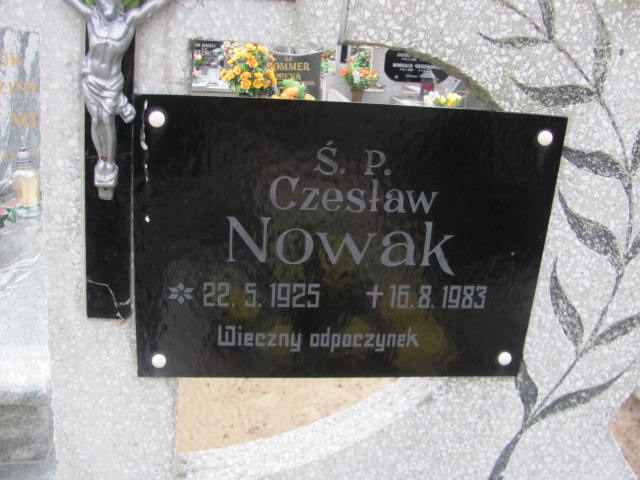 Ś. P.
Czesław
Nowak
22. 5. 1925 ✝ 16. 8. 1983
Wieczny odpoczynek